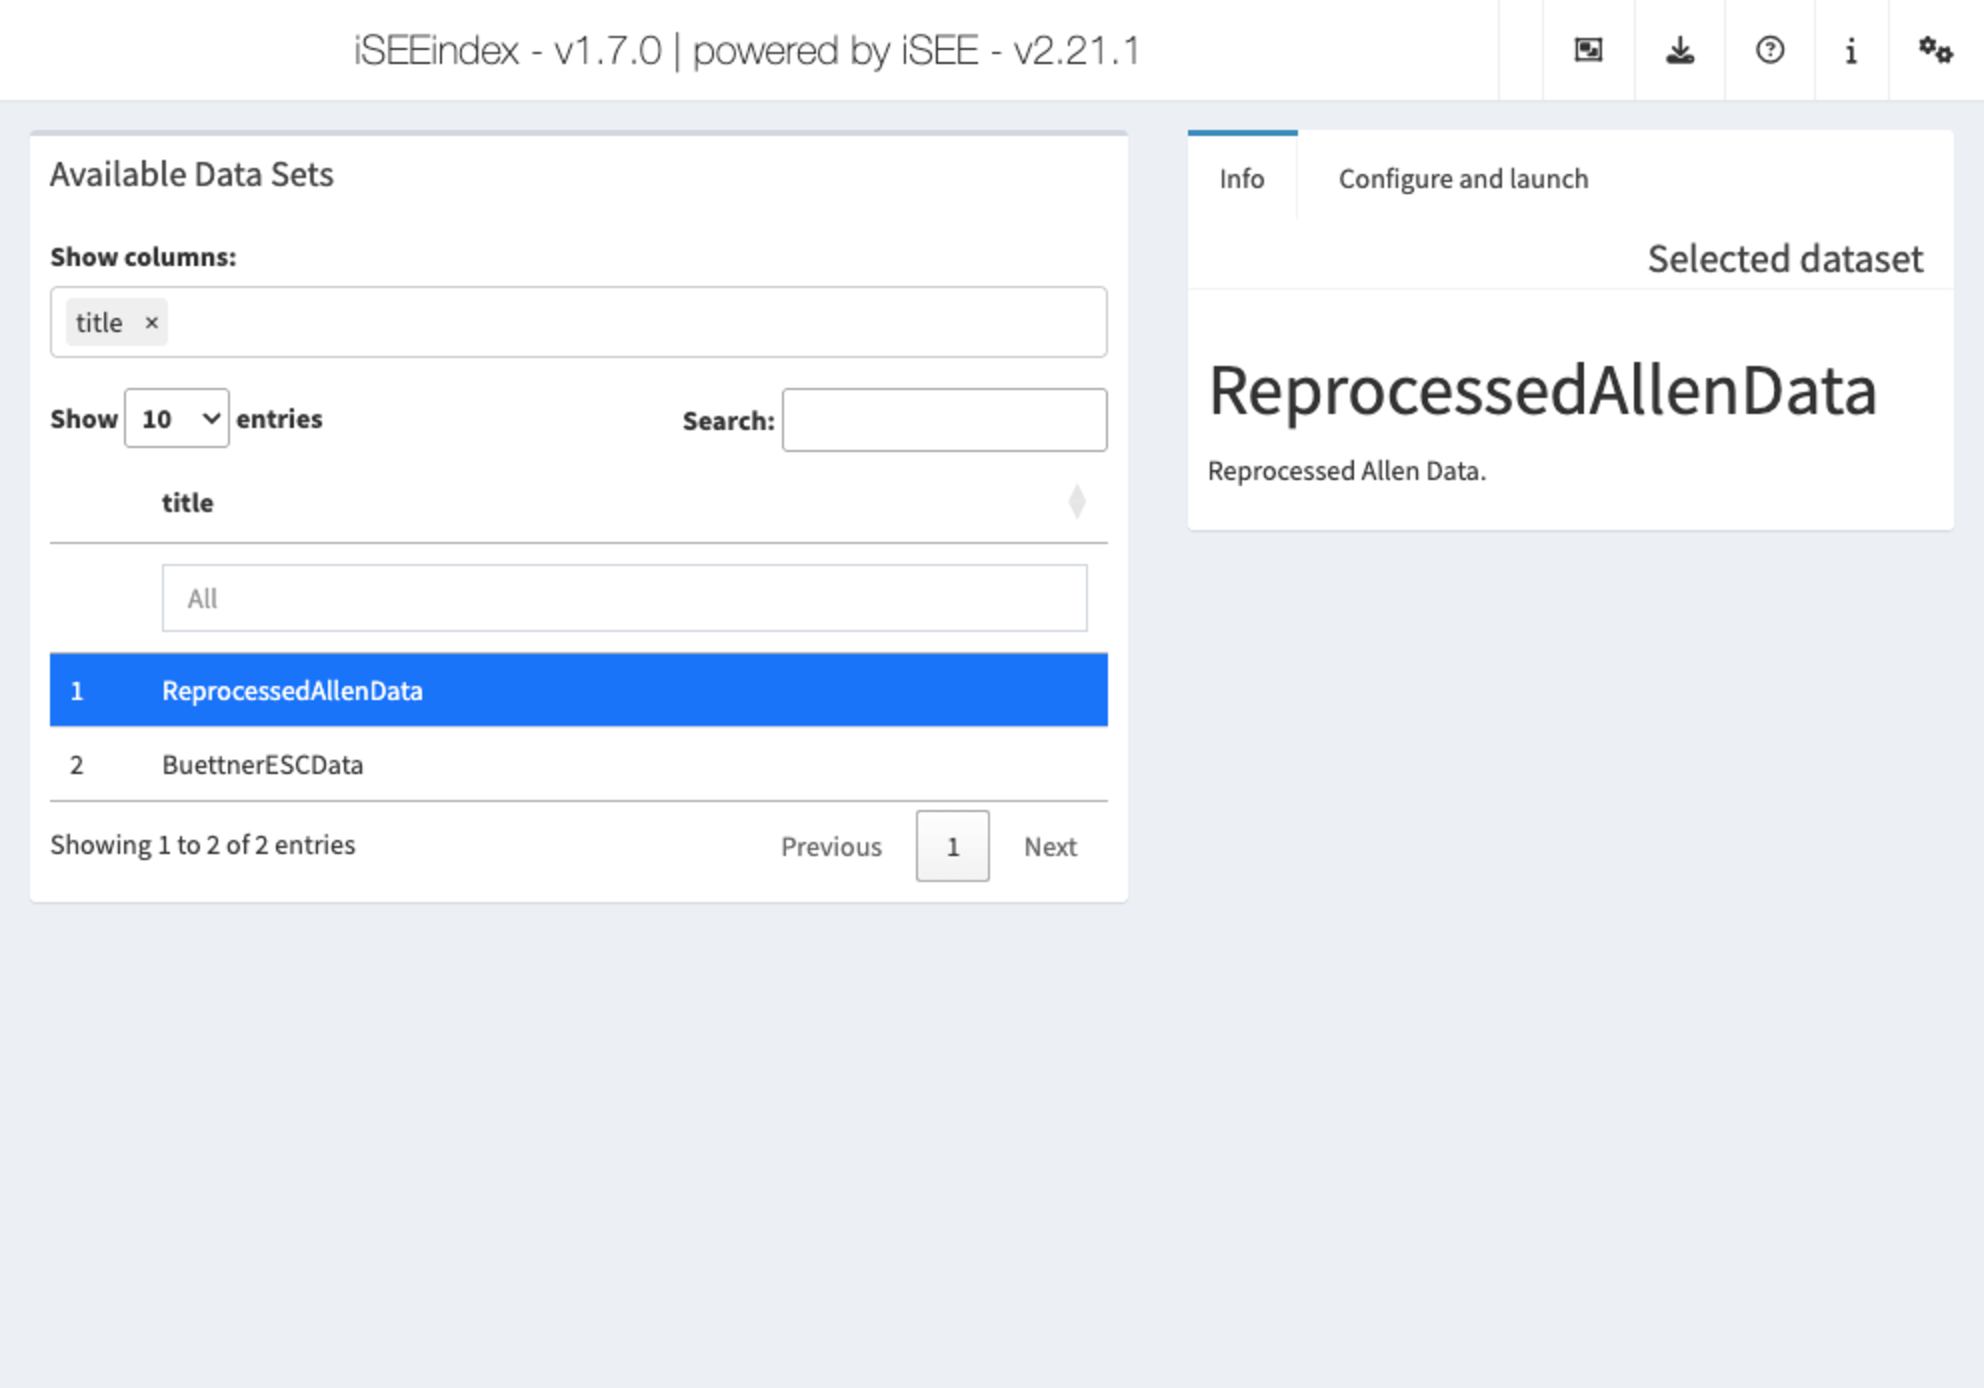 iSEEindex - v1.7.0 | powered by iSEE - v2.21.1
Available Data Sets
Show columns:
title ×
Show 10 entries
Search:
title
All
1 ReprocessedAllenData
2 BuettnerESCData
Showing 1 to 2 of 2 entries
Previous 1 Next
Info
Configure and launch
Selected dataset
ReprocessedAllenData
Reprocessed Allen Data.